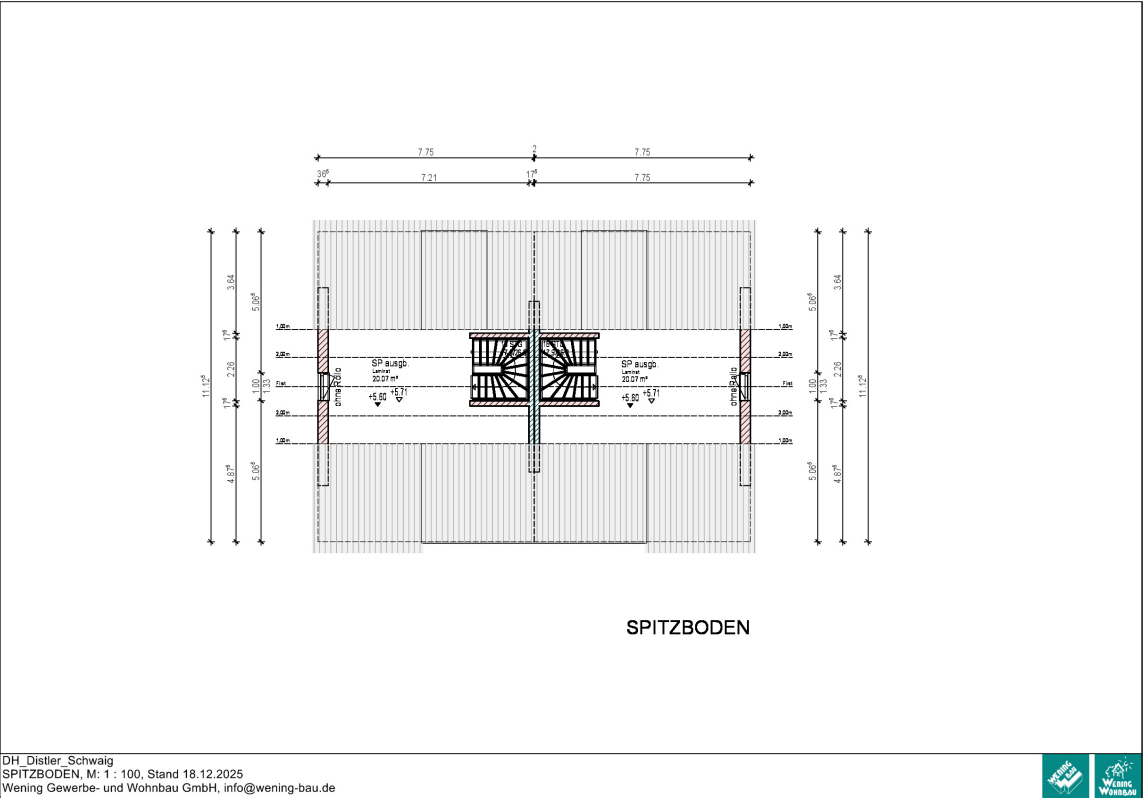 2
7.75
7.75
36⁵
7.21
17⁵
7.75
3.64
5.06⁵
5.06⁵
3.64
1,00m
1,00m
17⁵
17⁵
2,00m
2,00m
SP ausgb.
Laminat
20.07 m²
SP ausgb.
Laminat
20.07 m²
2.26
2.26
11.12⁵
1.00
1.33
First
ohne Rollo
ohne Rollo
First
1.00
1.33
11.12⁵
+5.60
+5.71
+5.60
+5.71
17⁵
17⁵
2,00m
2,00m
1,00m
1,00m
4.87⁵
5.06⁵
5.06⁵
4.87⁵
SPITZBODEN
DH_Distler_Schwaig
SPITZBODEN, M: 1 : 100, Stand 18.12.2025
Wening Gewerbe- und Wohnbau GmbH, info@wening-bau.de
WENING
BAU
WENING
WOHNBAU